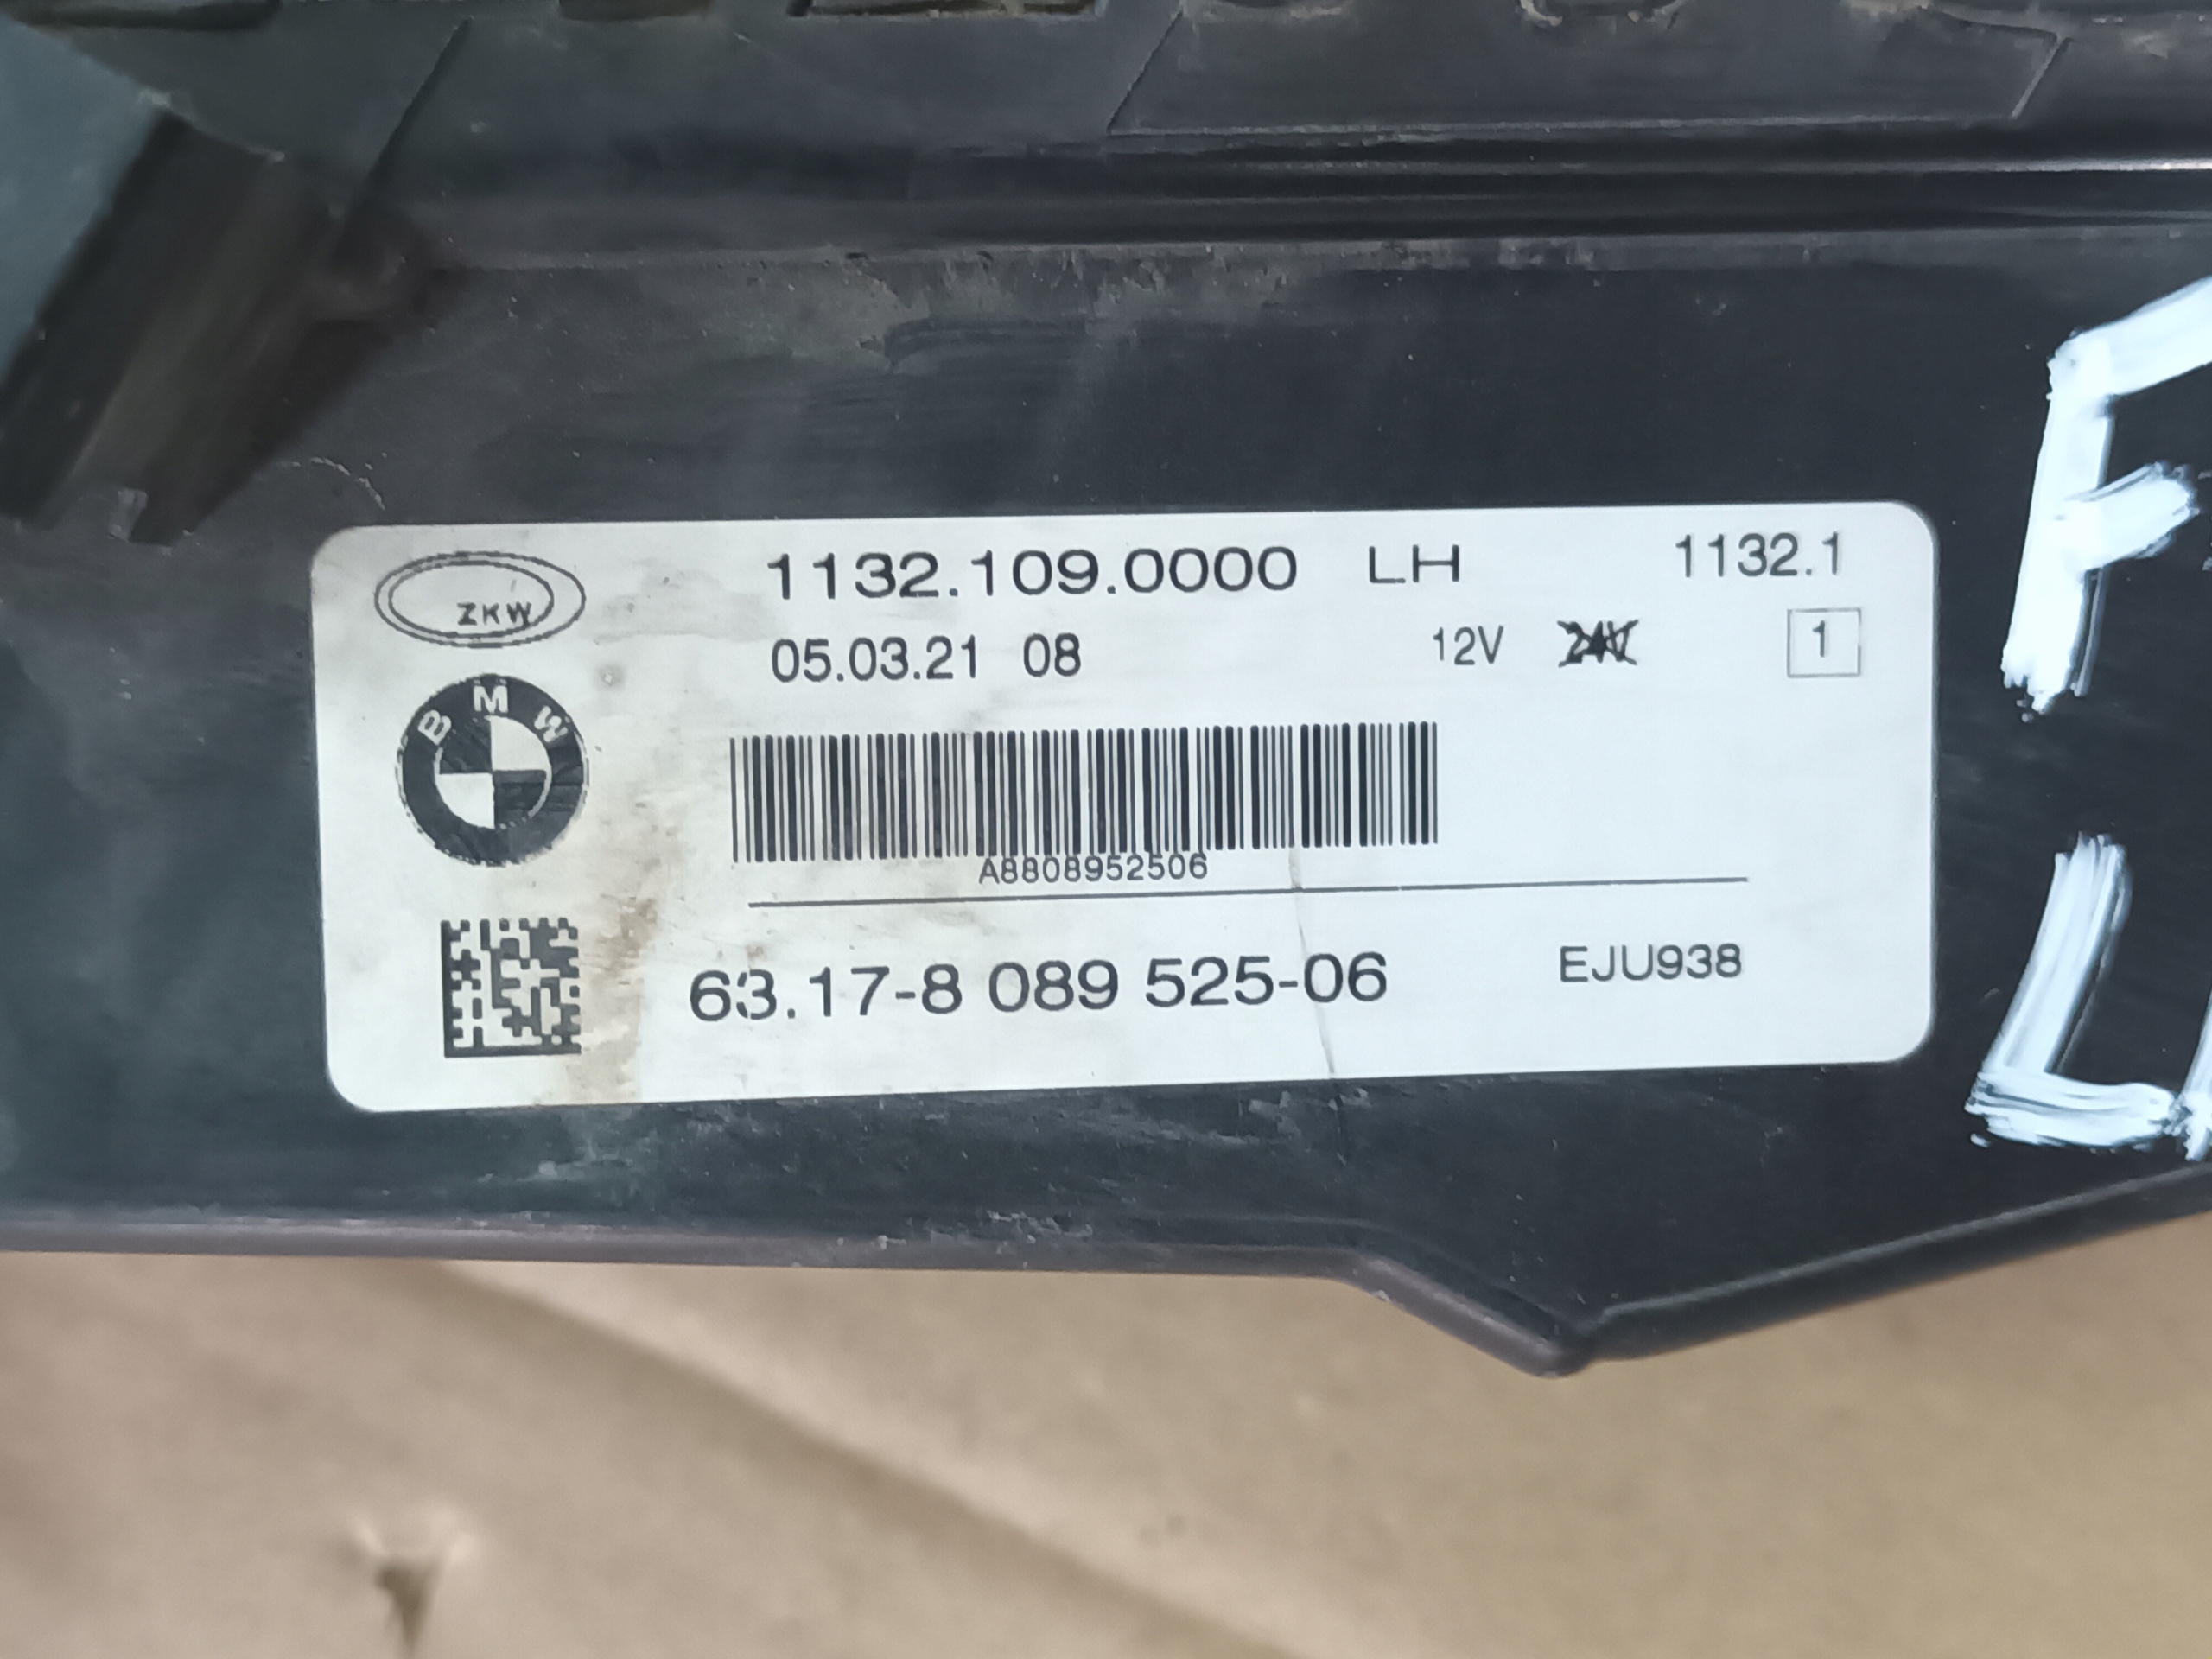 1132.109.0000 LH 1132.1
ZKW
05.03.21 08 12V 24V 1
BMW
A8808952506
63.17-8 089 525-06 EJU938
F
L